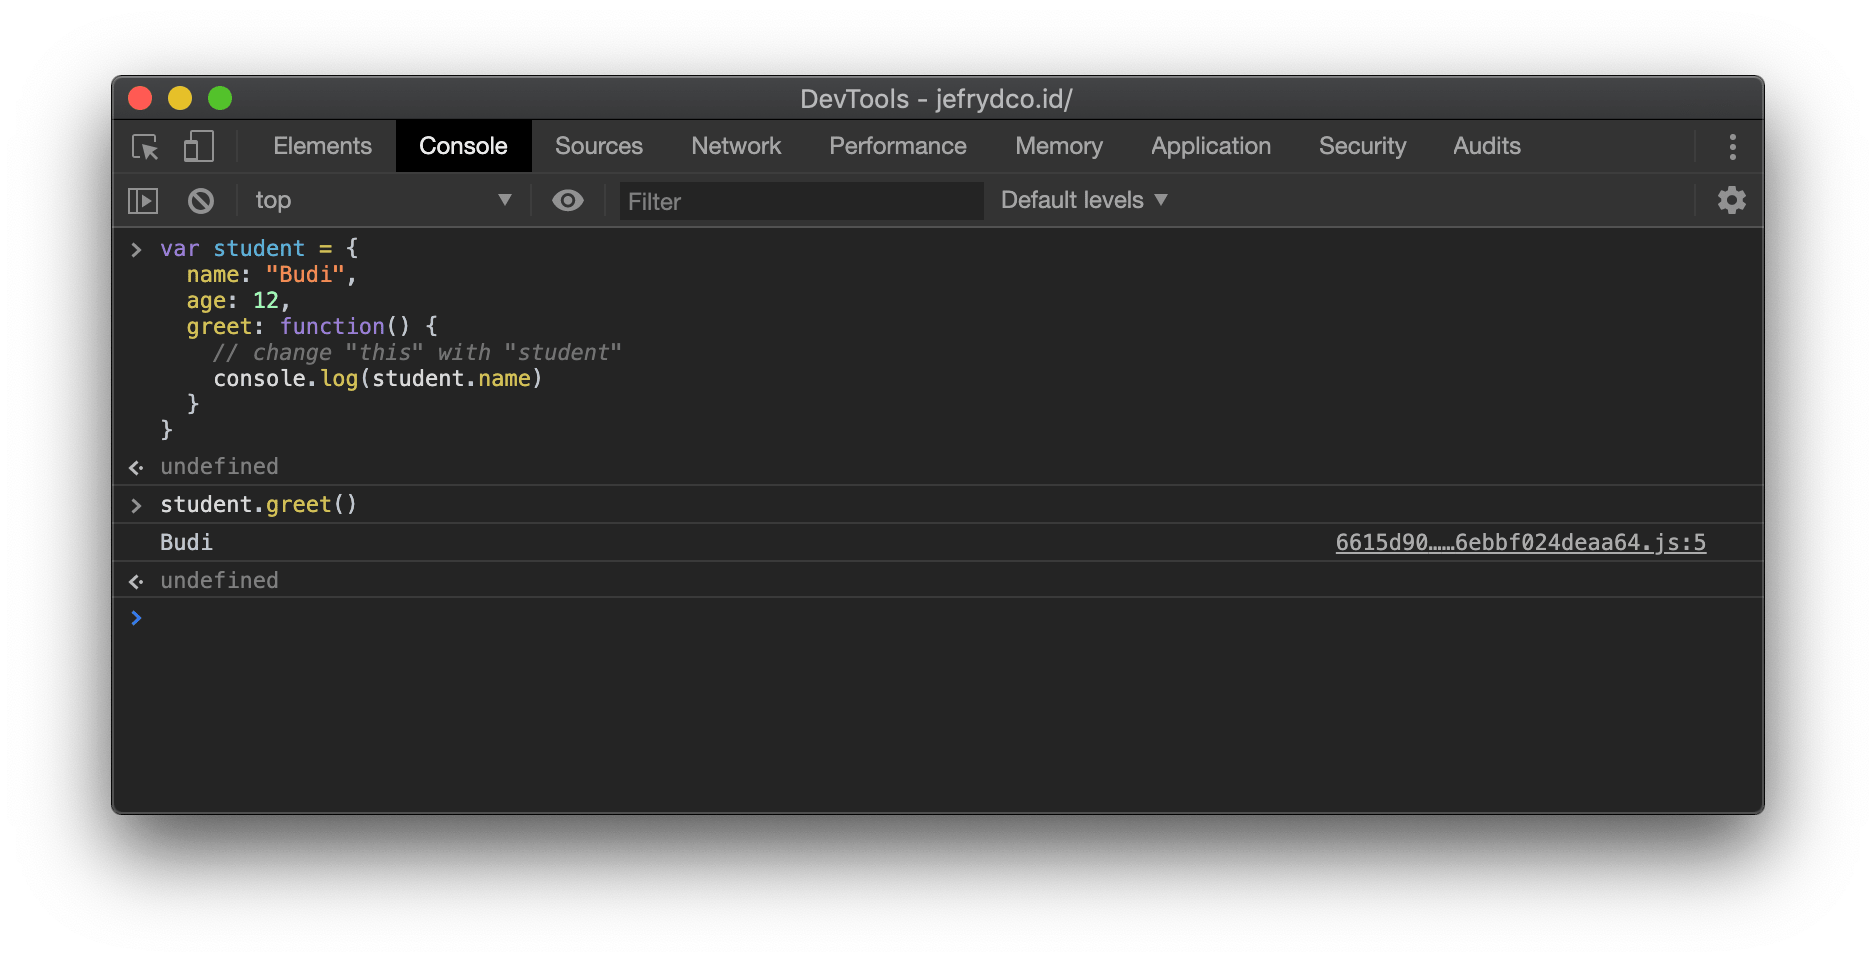 DevTools - jefrydco.id/
Elements Console Sources Network Performance Memory Application Security Audits
top Filter Default levels
var student = {
  name: "Budi",
  age: 12,
  greet: function() {
    // change "this" with "student"
    console.log(student.name)
  }
}
undefined
student.greet()
Budi 6615d90……6ebbf024deaa64.js:5
undefined